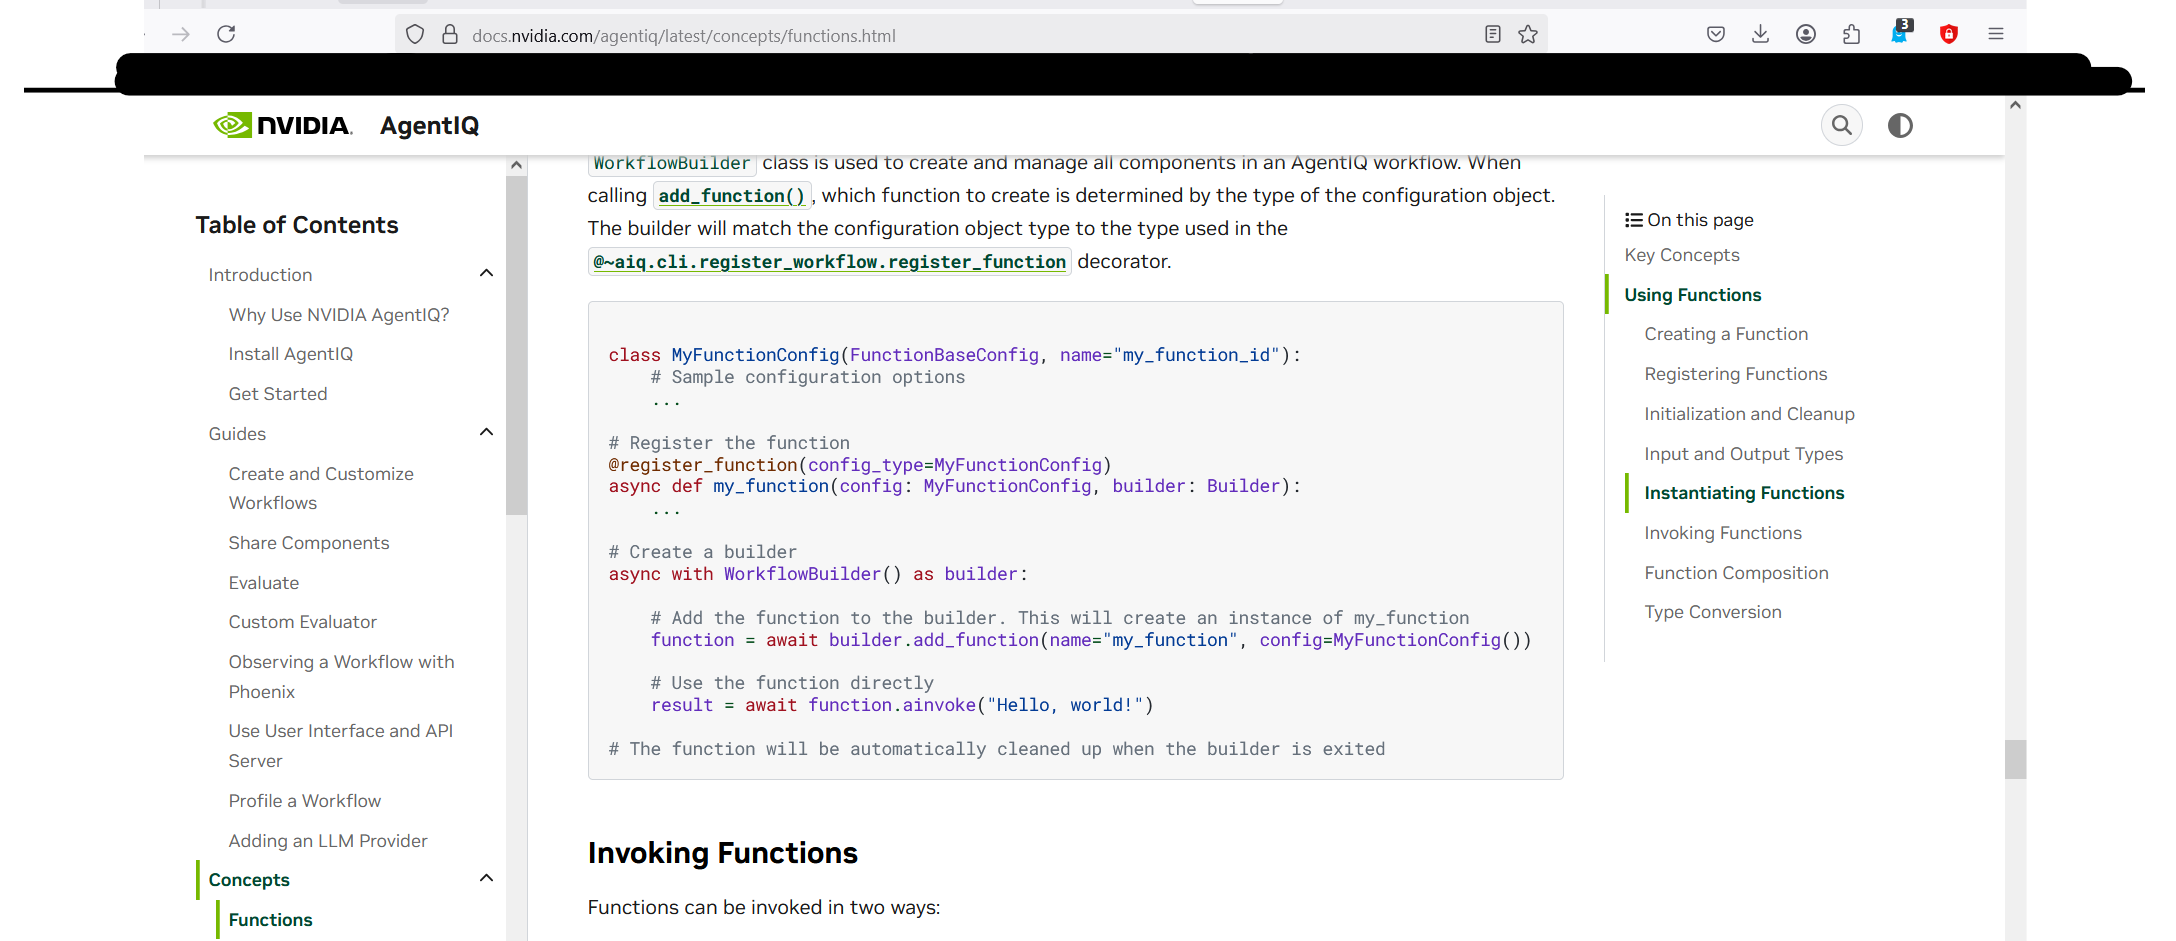 docs.nvidia.com/agentiq/latest/concepts/functions.html
3
NVIDIA. AgentIQ
Table of Contents
Introduction
Why Use NVIDIA AgentIQ?
Install AgentIQ
Get Started
Guides
Create and Customize
Workflows
Share Components
Evaluate
Custom Evaluator
Observing a Workflow with
Phoenix
Use User Interface and API
Server
Profile a Workflow
Adding an LLM Provider
Concepts
Functions
WorkflowBuilder class is used to create and manage all components in an AgentIQ workflow. When
calling add_function(), which function to create is determined by the type of the configuration object.
The builder will match the configuration object type to the type used in the
@~aiq.cli.register_workflow.register_function decorator.
class MyFunctionConfig(FunctionBaseConfig, name="my_function_id"):
    # Sample configuration options
    ...
# Register the function
@register_function(config_type=MyFunctionConfig)
async def my_function(config: MyFunctionConfig, builder: Builder):
    ...
# Create a builder
async with WorkflowBuilder() as builder:
    # Add the function to the builder. This will create an instance of my_function
    function = await builder.add_function(name="my_function", config=MyFunctionConfig())
    # Use the function directly
    result = await function.ainvoke("Hello, world!")
# The function will be automatically cleaned up when the builder is exited
Invoking Functions
Functions can be invoked in two ways:
On this page
Key Concepts
Using Functions
Creating a Function
Registering Functions
Initialization and Cleanup
Input and Output Types
Instantiating Functions
Invoking Functions
Function Composition
Type Conversion